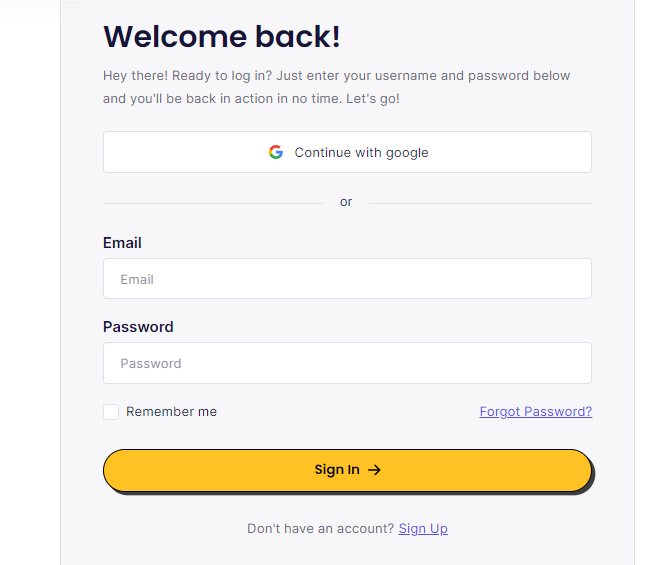 Welcome back!
Hey there! Ready to log in? Just enter your username and password below
and you'll be back in action in no time. Let's go!
Continue with google
or
Email
Email
Password
Password
Remember me Forgot Password?
Sign In →
Don't have an account? Sign Up